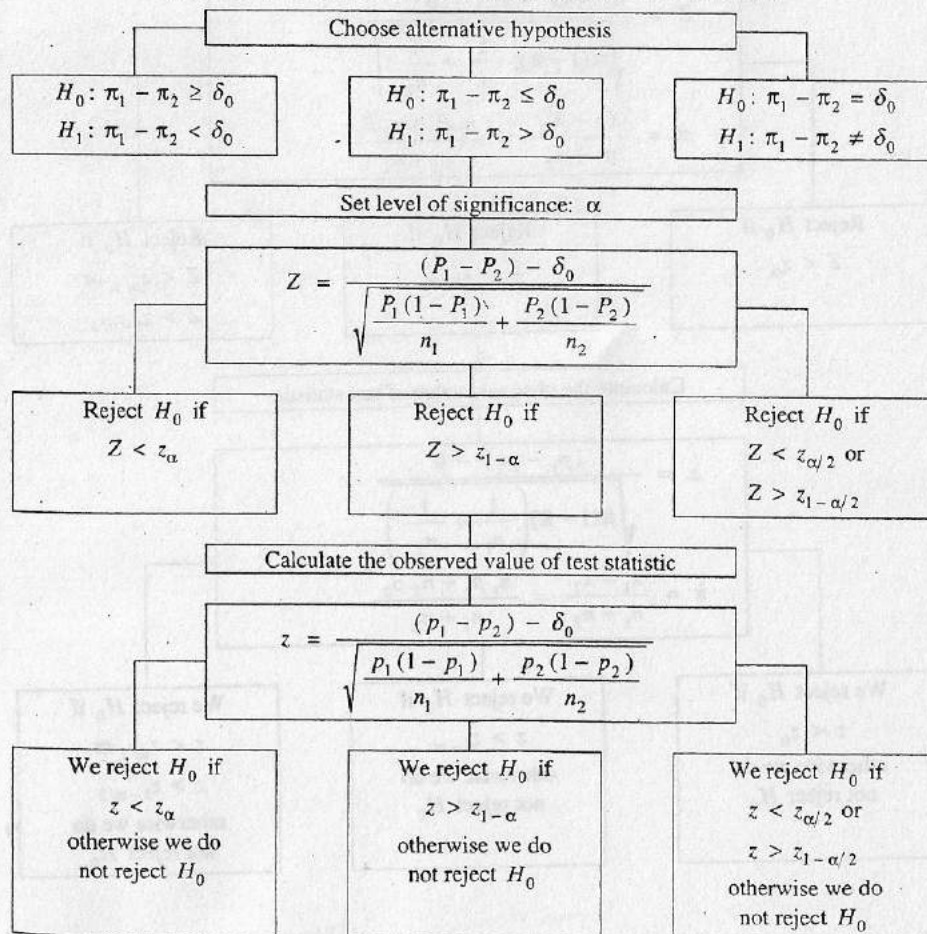 Choose alternative hypothesis
H₀: π₁ − π₂ ≥ δ₀
H₁: π₁ − π₂ < δ₀
H₀: π₁ − π₂ ≤ δ₀
H₁: π₁ − π₂ > δ₀
H₀: π₁ − π₂ = δ₀
H₁: π₁ − π₂ ≠ δ₀
Set level of significance: α
Z = ((P₁ − P₂) − δ₀) / √(P₁(1 − P₁)/n₁ + P₂(1 − P₂)/n₂)
Reject H₀ if
Z < z_α
Reject H₀ if
Z > z_{1−α}
Reject H₀ if
Z < z_{α/2} or
Z > z_{1−α/2}
Calculate the observed value of test statistic
z = ((p₁ − p₂) − δ₀) / √(p₁(1 − p₁)/n₁ + p₂(1 − p₂)/n₂)
We reject H₀ if
z < z_α
otherwise we do
not reject H₀
We reject H₀ if
z > z_{1−α}
otherwise we do
not reject H₀
We reject H₀ if
z < z_{α/2} or
z > z_{1−α/2}
otherwise we do
not reject H₀